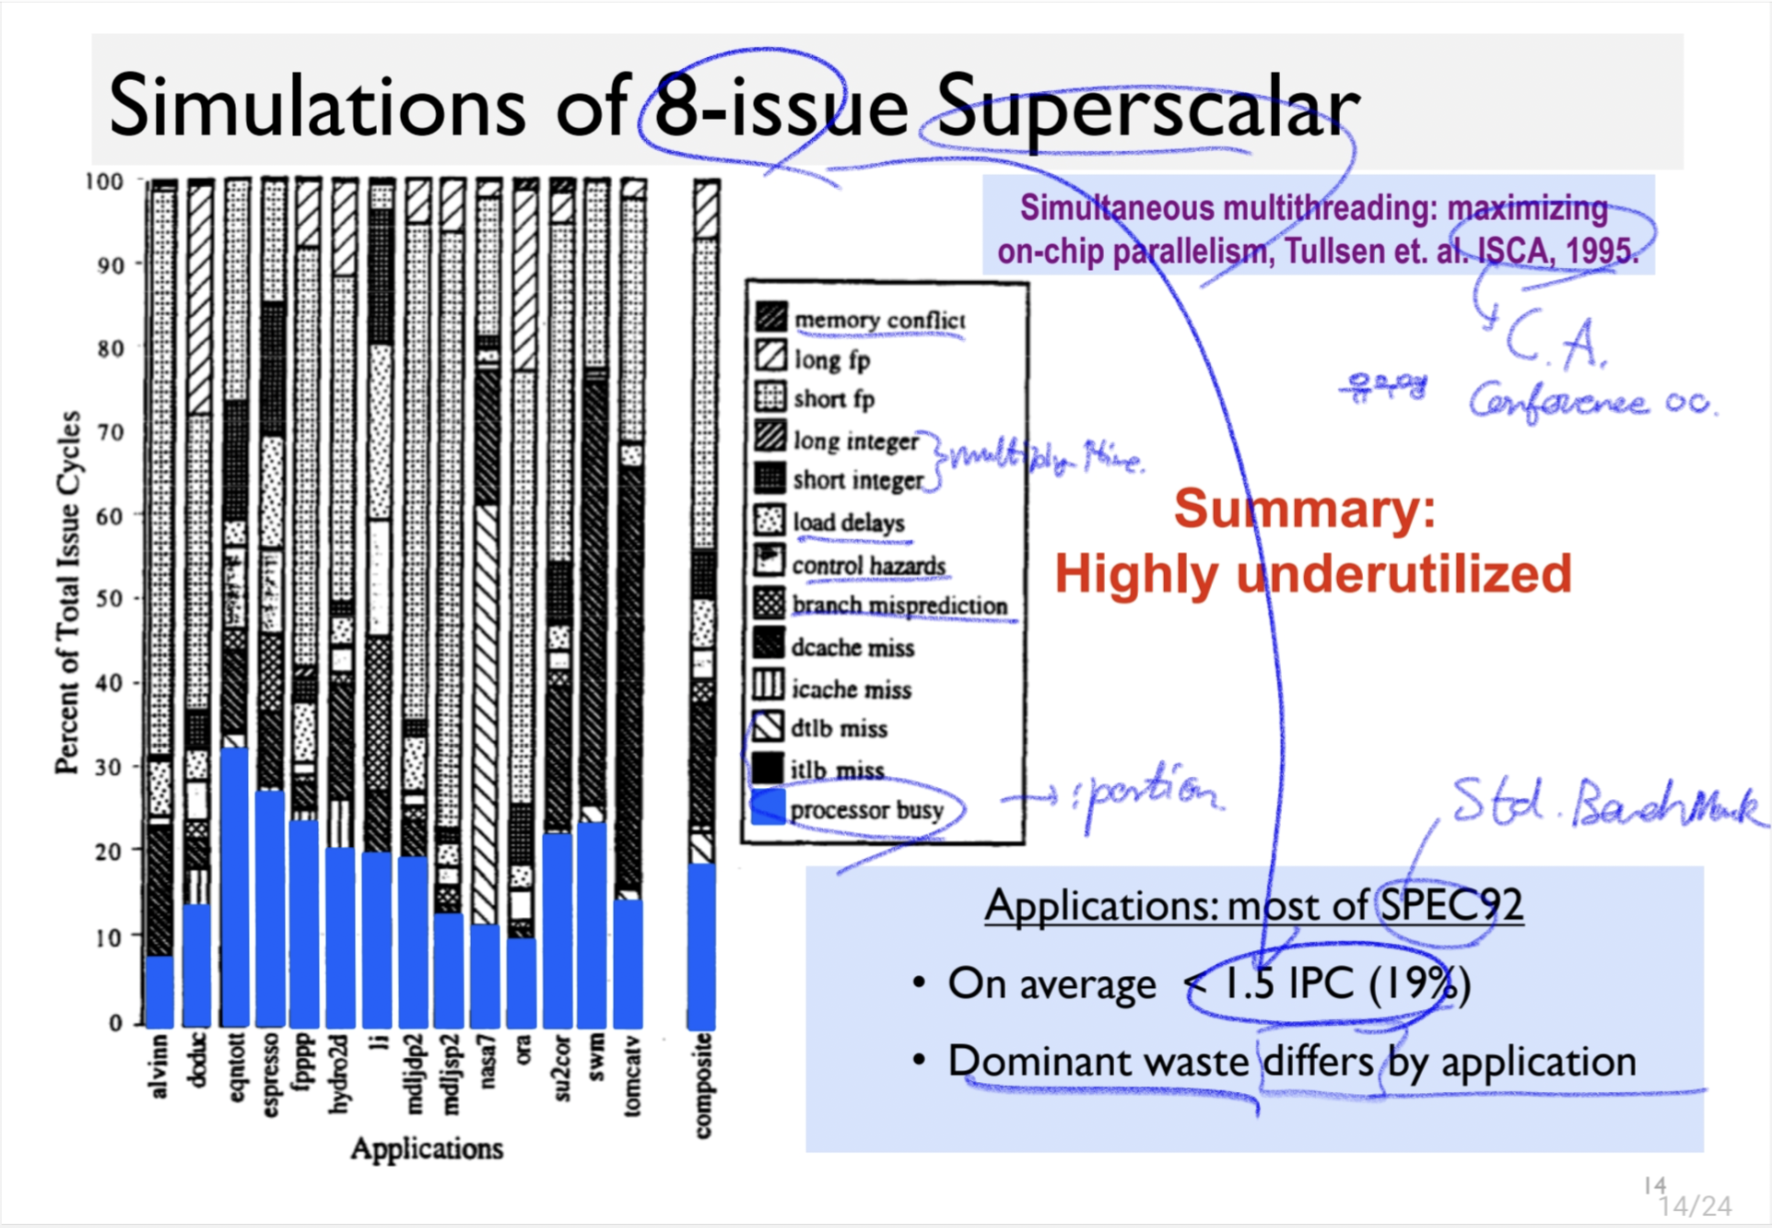 Simulations of 8-issue Superscalar
Simultaneous multithreading: maximizing
on-chip parallelism, Tullsen et. al. ISCA, 1995.
C. A.
유명
Conference
Percent of Total Issue Cycles
100
90
80
70
60
50
40
30
20
10
0
alvinn
doduc
eqntott
espresso
fpppp
hydro2d
li
mdljdp2
mdljsp2
nasa7
ora
su2cor
swm
tomcatv
composite
Applications
memory conflict
long fp
short fp
long integer
short integer
multiply
load delays
control hazards
branch misprediction
dcache miss
icache miss
dtlb miss
itlb miss
processor busy
→ : portion
Summary:
Highly underutilized
Std. BenchMark
Applications: most of SPEC92
• On average < 1.5 IPC (19%)
• Dominant waste differs by application
14
14/24